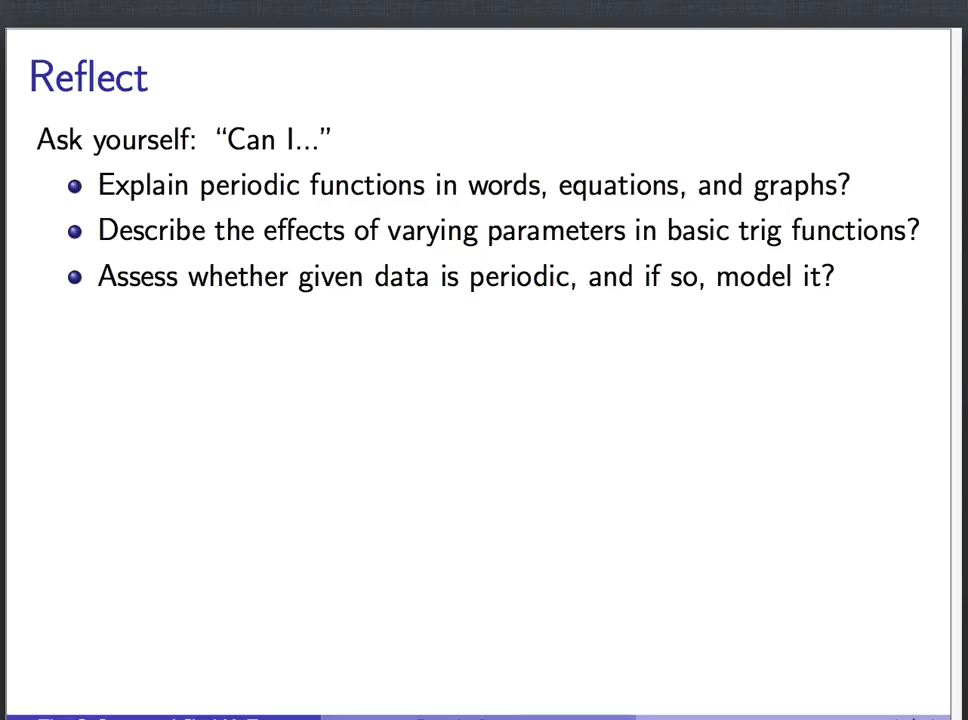 Reflect
Ask yourself: “Can I...”
Explain periodic functions in words, equations, and graphs?
Describe the effects of varying parameters in basic trig functions?
Assess whether given data is periodic, and if so, model it?